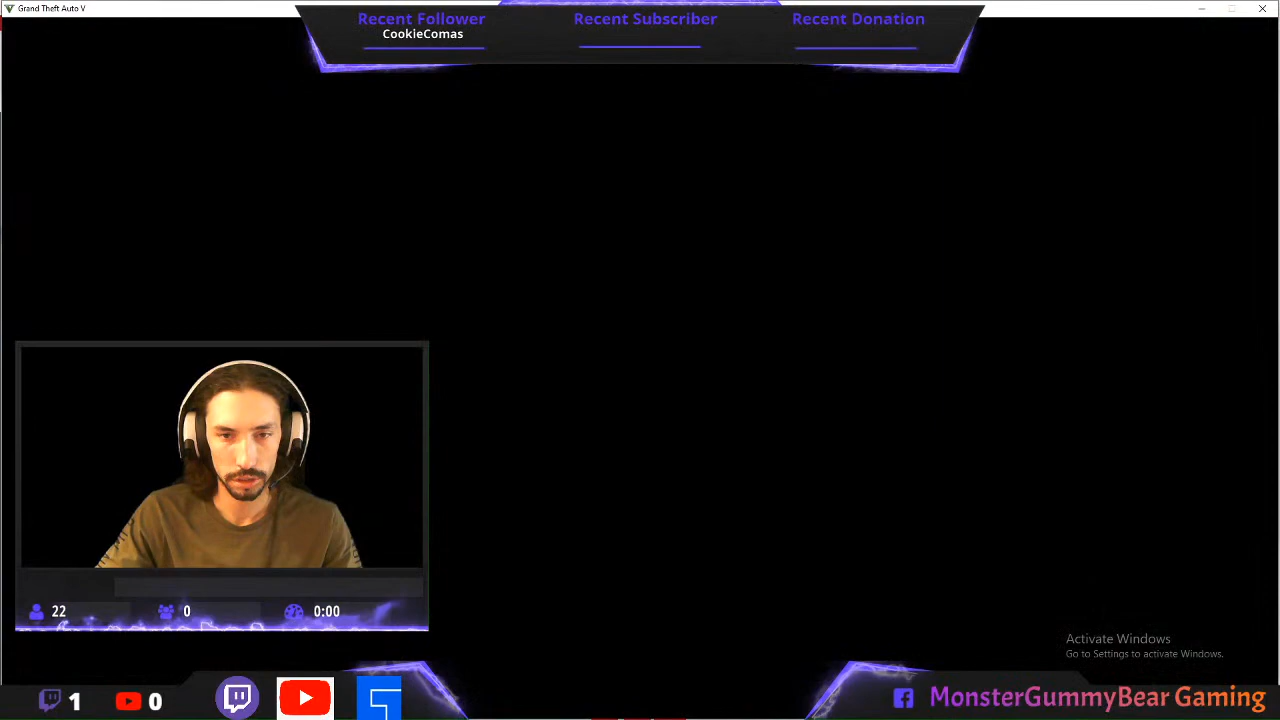 Grand Theft Auto V
Recent Follower
CookieComas
Recent Subscriber
Recent Donation
22
0
0:00
Activate Windows
Go to Settings to activate Windows.
1
0
MonsterGummyBear Gaming